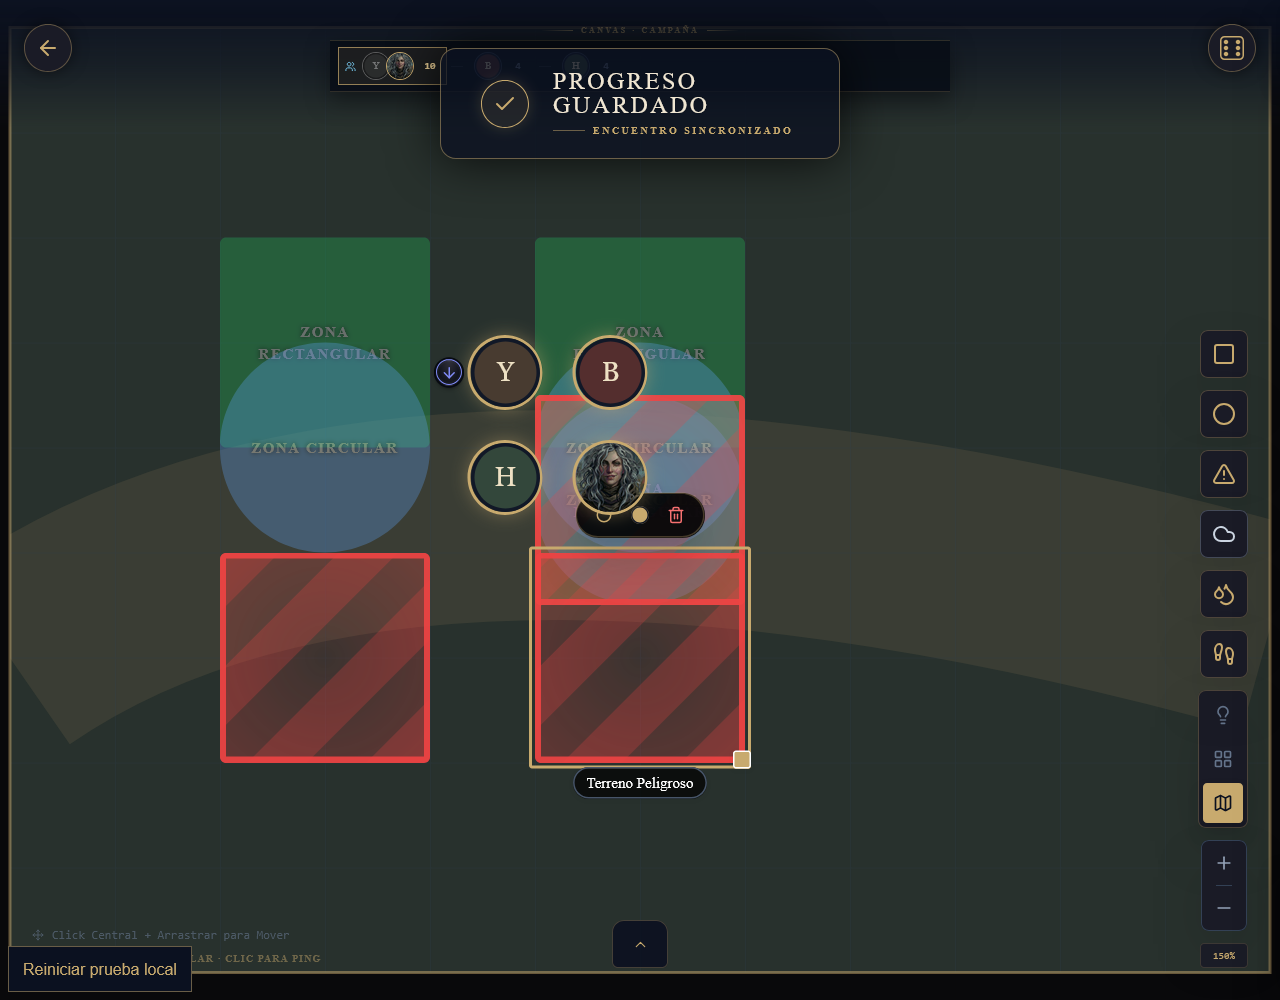 CANVAS · CAMPAÑA
Y 10 B 4 H 4
PROGRESO
GUARDADO
ENCUENTRO SINCRONIZADO
ZONA
RECTANGULAR
ZONA
Y
B
ZONA CIRCULAR
H
Terreno Peligroso
Click Central + Arrastrar para Mover
· CLIC PARA PING
Reiniciar prueba local
150%